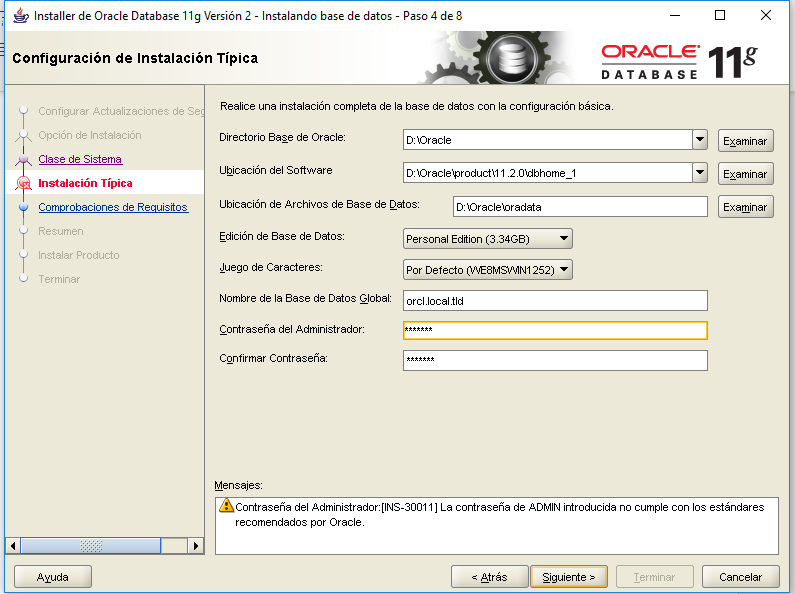 Installer de Oracle Database 11g Versión 2 - Instalando base de datos - Paso 4 de 8
Configuración de Instalación Típica
ORACLE
DATABASE 11g
Configurar Actualizaciones de Seg
Opción de Instalación
Clase de Sistema
Instalación Típica
Comprobaciones de Requisitos
Resumen
Instalar Producto
Terminar
Realice una instalación completa de la base de datos con la configuración básica.
Directorio Base de Oracle: D:\Oracle Examinar
Ubicación del Software D:\Oracle\product\11.2.0\dbhome_1 Examinar
Ubicación de Archivos de Base de Datos: D:\Oracle\oradata Examinar
Edición de Base de Datos: Personal Edition (3.34GB)
Juego de Caracteres: Por Defecto (WE8MSWIN1252)
Nombre de la Base de Datos Global: orcl.local.tld
Contraseña del Administrador: *******
Confirmar Contraseña: *******
Mensajes:
Contraseña del Administrador:[INS-30011] La contraseña de ADMIN introducida no cumple con los estándares
recomendados por Oracle.
Ayuda < Atrás Siguiente > Terminar Cancelar